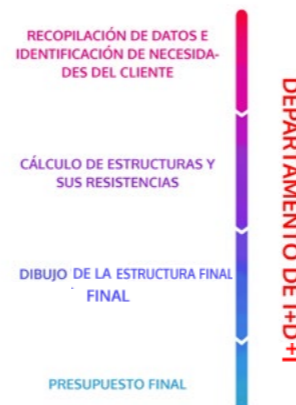 RECOPILACIÓN DE DATOS E
IDENTIFICACIÓN DE NECESIDA-
DES DEL CLIENTE
CÁLCULO DE ESTRUCTURAS Y
SUS RESISTENCIAS
DIBUJO DE LA ESTRUCTURA FINAL
FINAL
PRESUPUESTO FINAL
DEPARTAMENTO DE I+D+I